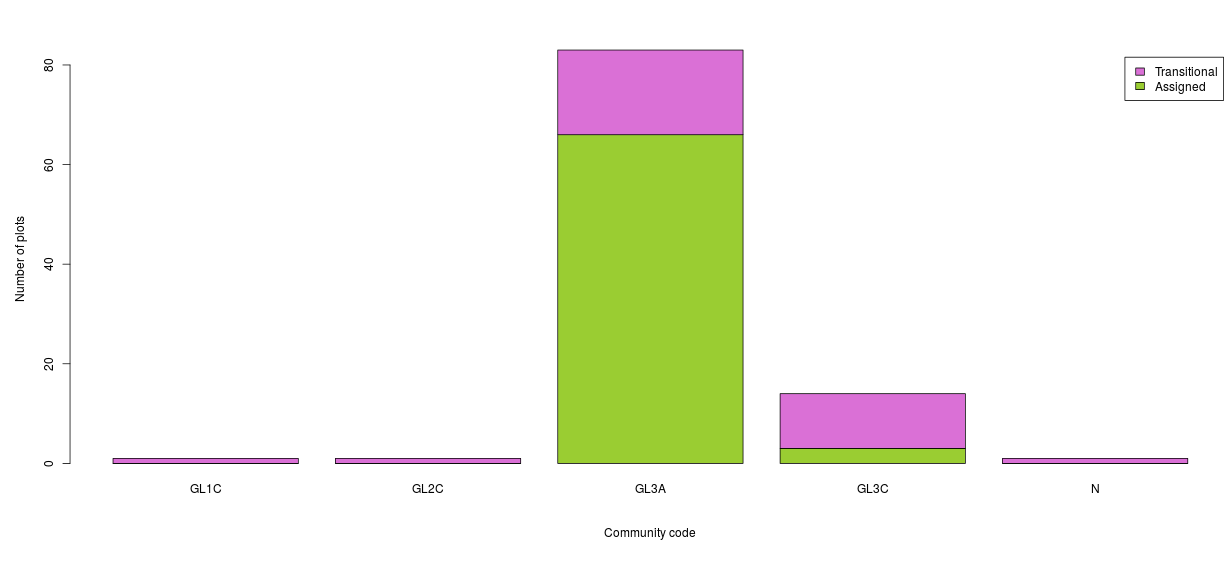 80
60
40
20
0
Number of plots
Transitional
Assigned
GL1C GL2C GL3A GL3C N
Community code